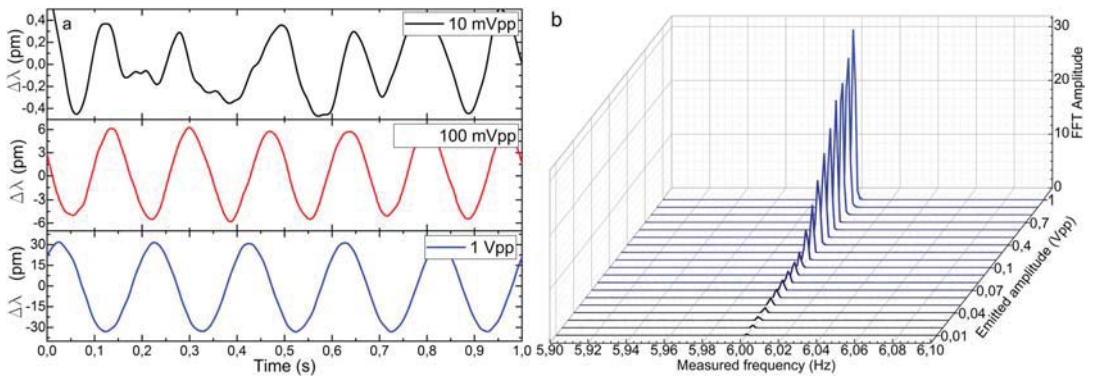 a
10 mVpp
0,4
0,2
0,0
-0,2
-0,4
Δλ (pm)
100 mVpp
6
3
0
-3
-6
Δλ (pm)
1 Vpp
30
15
0
-15
-30
Δλ (pm)
0,0 0,1 0,2 0,3 0,4 0,5 0,6 0,7 0,8 0,9 1,0
Time (s)
b
30
20
10
0
FFT Amplitude
1
0,7
0,4
0,1
0,07
0,04
0,01
Emitted amplitude (Vpp)
5,90 5,92 5,94 5,96 5,98 6,00 6,02 6,04 6,06 6,08 6,10
Measured frequency (Hz)